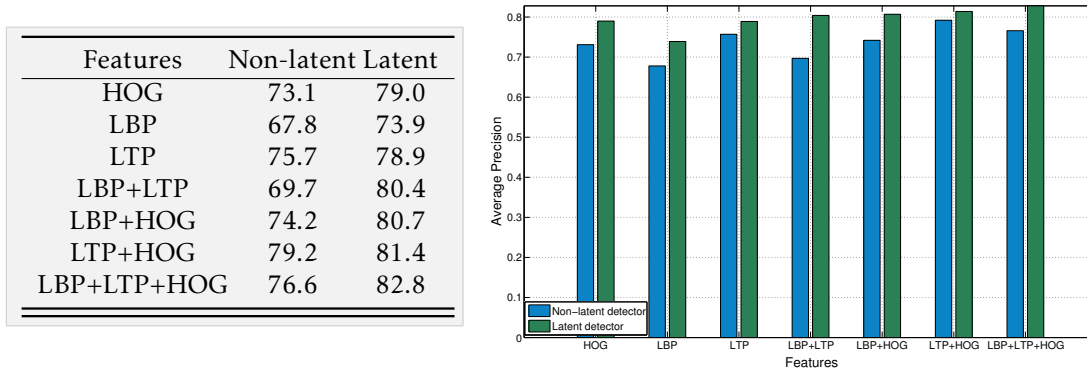 Features Non-latent Latent
HOG 73.1 79.0
LBP 67.8 73.9
LTP 75.7 78.9
LBP+LTP 69.7 80.4
LBP+HOG 74.2 80.7
LTP+HOG 79.2 81.4
LBP+LTP+HOG 76.6 82.8
Average Precision
0.8
0.7
0.6
0.5
0.4
0.3
0.2
0.1
0
Non-latent detector
Latent detector
HOG LBP LTP LBP+LTP LBP+HOG LTP+HOG LBP+LTP+HOG
Features